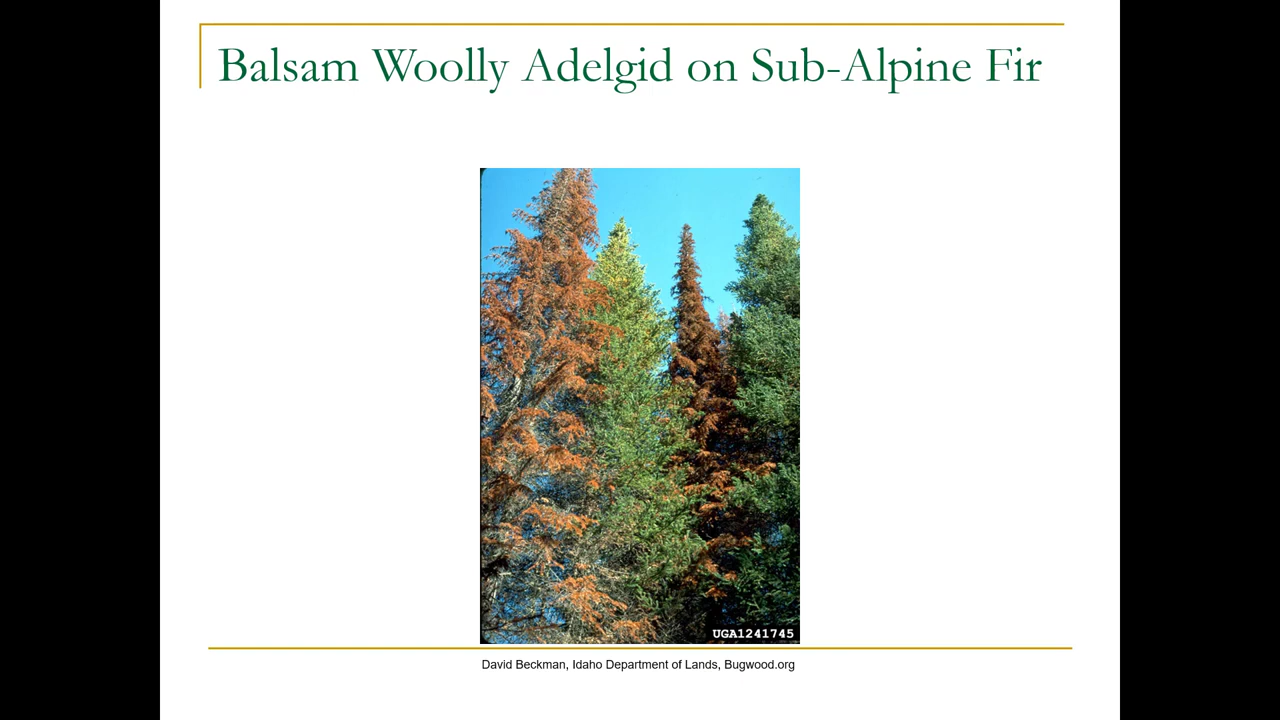 Balsam Woolly Adelgid on Sub-Alpine Fir
UGA1241745
David Beckman, Idaho Department of Lands, Bugwood.org